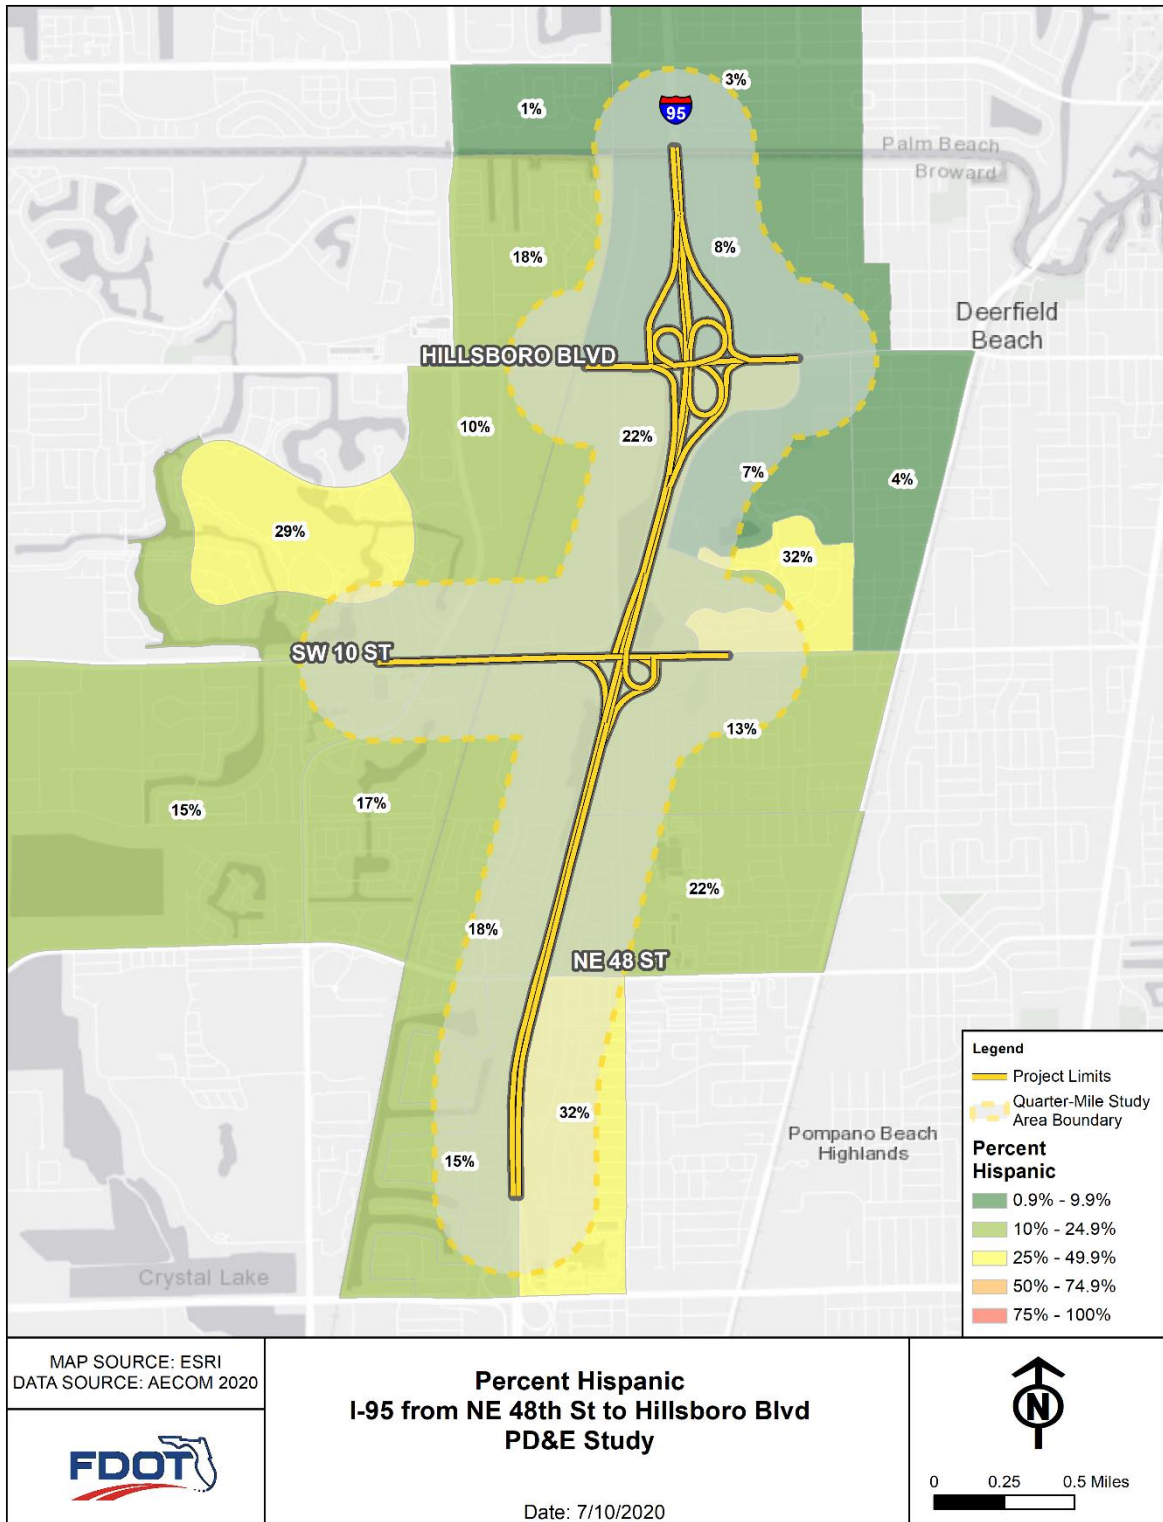 3%
1%
95
Palm Beach
Broward
8%
18%
Deerfield
Beach
HILLSBORO BLVD
10%
22%
7%
4%
29%
32%
SW 10 ST
13%
15%
17%
22%
18%
NE 48 ST
32%
15%
Pompano Beach
Highlands
Crystal Lake
Legend
Project Limits
Quarter-Mile Study
Area Boundary
Percent
Hispanic
0.9% - 9.9%
10% - 24.9%
25% - 49.9%
50% - 74.9%
75% - 100%
MAP SOURCE: ESRI
DATA SOURCE: AECOM 2020
FDOT
Percent Hispanic
I-95 from NE 48th St to Hillsboro Blvd
PD&E Study
Date: 7/10/2020
N
0 0.25 0.5 Miles